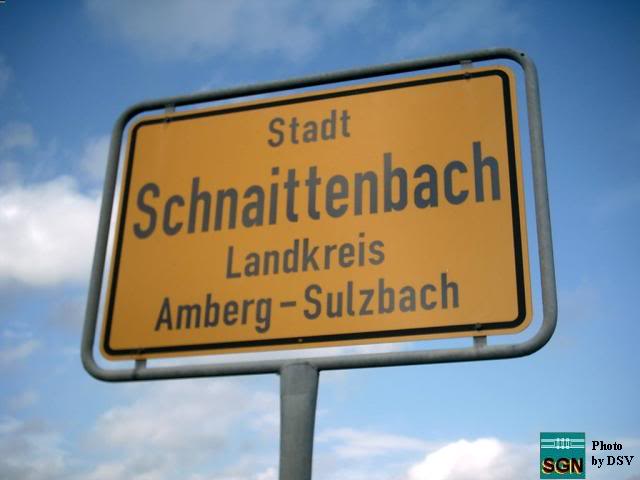 Stadt
Schnaittenbach
Landkreis
Amberg-Sulzbach
SGN
Photo
by DSV